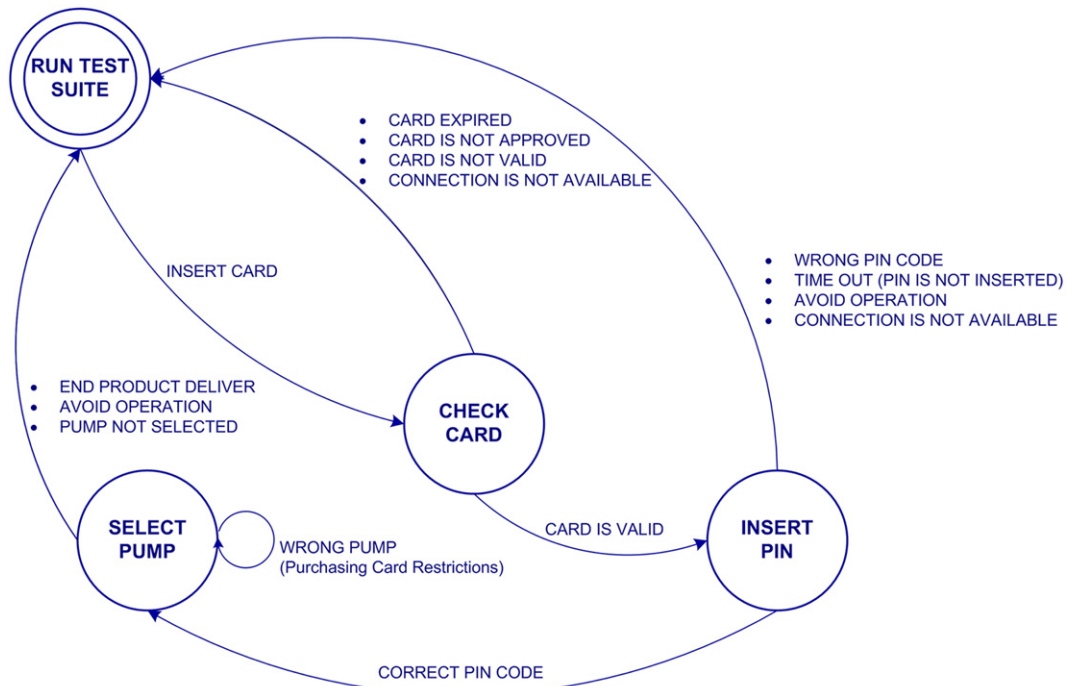 RUN TEST
SUITE
• CARD EXPIRED
• CARD IS NOT APPROVED
• CARD IS NOT VALID
• CONNECTION IS NOT AVAILABLE
INSERT CARD
• WRONG PIN CODE
• TIME OUT (PIN IS NOT INSERTED)
• AVOID OPERATION
• CONNECTION IS NOT AVAILABLE
• END PRODUCT DELIVER
• AVOID OPERATION
• PUMP NOT SELECTED
CHECK
CARD
SELECT
PUMP
WRONG PUMP
(Purchasing Card Restrictions)
CARD IS VALID
INSERT
PIN
CORRECT PIN CODE